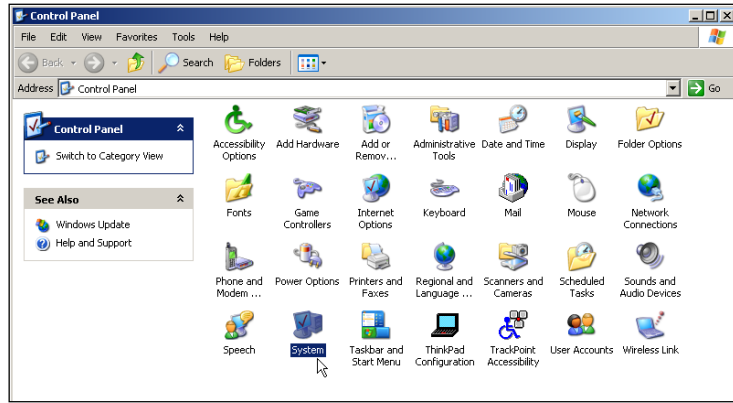 Control Panel
File Edit View Favorites Tools Help
Back Search Folders
Address Control Panel Go
Control Panel
Switch to Category View
See Also
Windows Update
Help and Support
Accessibility Options
Add Hardware
Add or Remov...
Administrative Tools
Date and Time
Display
Folder Options
Fonts
Game Controllers
Internet Options
Keyboard
Mail
Mouse
Network Connections
Phone and Modem ...
Power Options
Printers and Faxes
Regional and Language ...
Scanners and Cameras
Scheduled Tasks
Sounds and Audio Devices
Speech
System
Taskbar and Start Menu
ThinkPad Configuration
TrackPoint Accessibility
User Accounts
Wireless Link